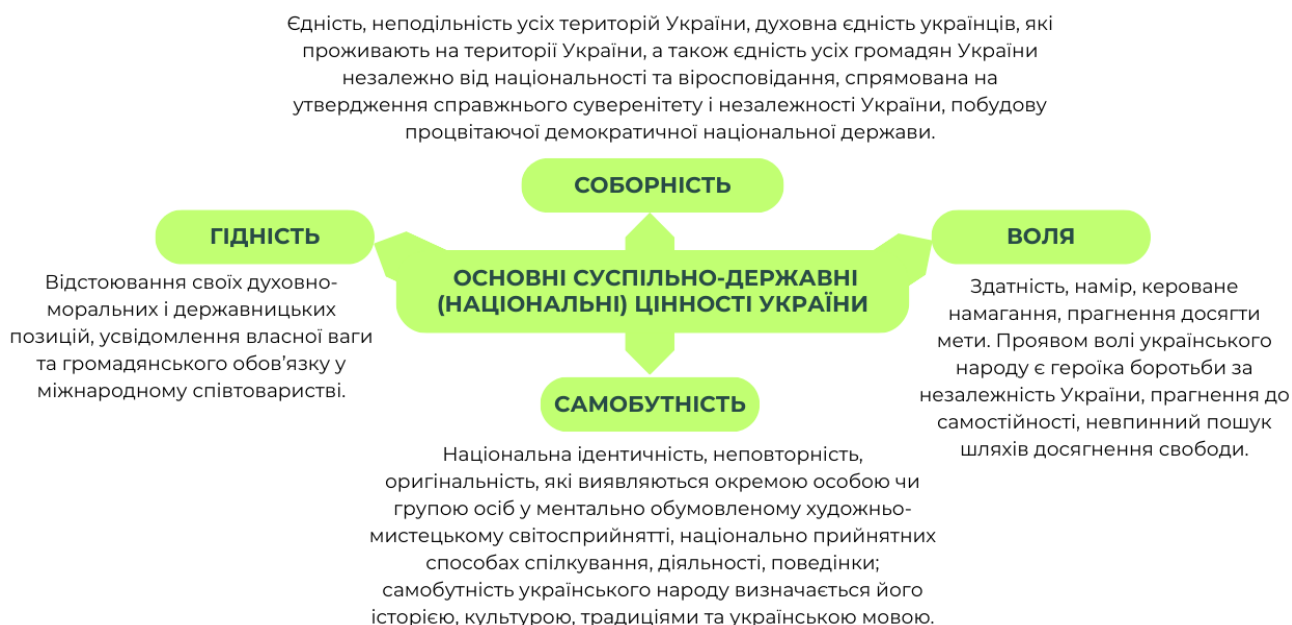 Єдність, неподільність усіх територій України, духовна єдність українців, які
проживають на території України, а також єдність усіх громадян України
незалежно від національності та віросповідання, спрямована на
утвердження справжнього суверенітету і незалежності України, побудову
процвітаючої демократичної національної держави.
СОБОРНІСТЬ
ГІДНІСТЬ
Відстоювання своїх духовно-
моральних і державницьких
позицій, усвідомлення власної ваги
та громадянського обов’язку у
міжнародному співтоваристві.
ОСНОВНІ СУСПІЛЬНО-ДЕРЖАВНІ
(НАЦІОНАЛЬНІ) ЦІННОСТІ УКРАЇНИ
ВОЛЯ
Здатність, намір, кероване
намагання, прагнення досягти
мети. Проявом волі українського
народу є героїка боротьби за
незалежність України, прагнення до
самостійності, невпинний пошук
шляхів досягнення свободи.
САМОБУТНІСТЬ
Національна ідентичність, неповторність,
оригінальність, які виявляються окремою особою чи
групою осіб у ментально обумовленому художньо-
мистецькому світосприйнятті, національно прийнятних
способах спілкування, діяльності, поведінки;
самобутність українського народу визначається його
історією, культурою, традиціями та українською мовою.